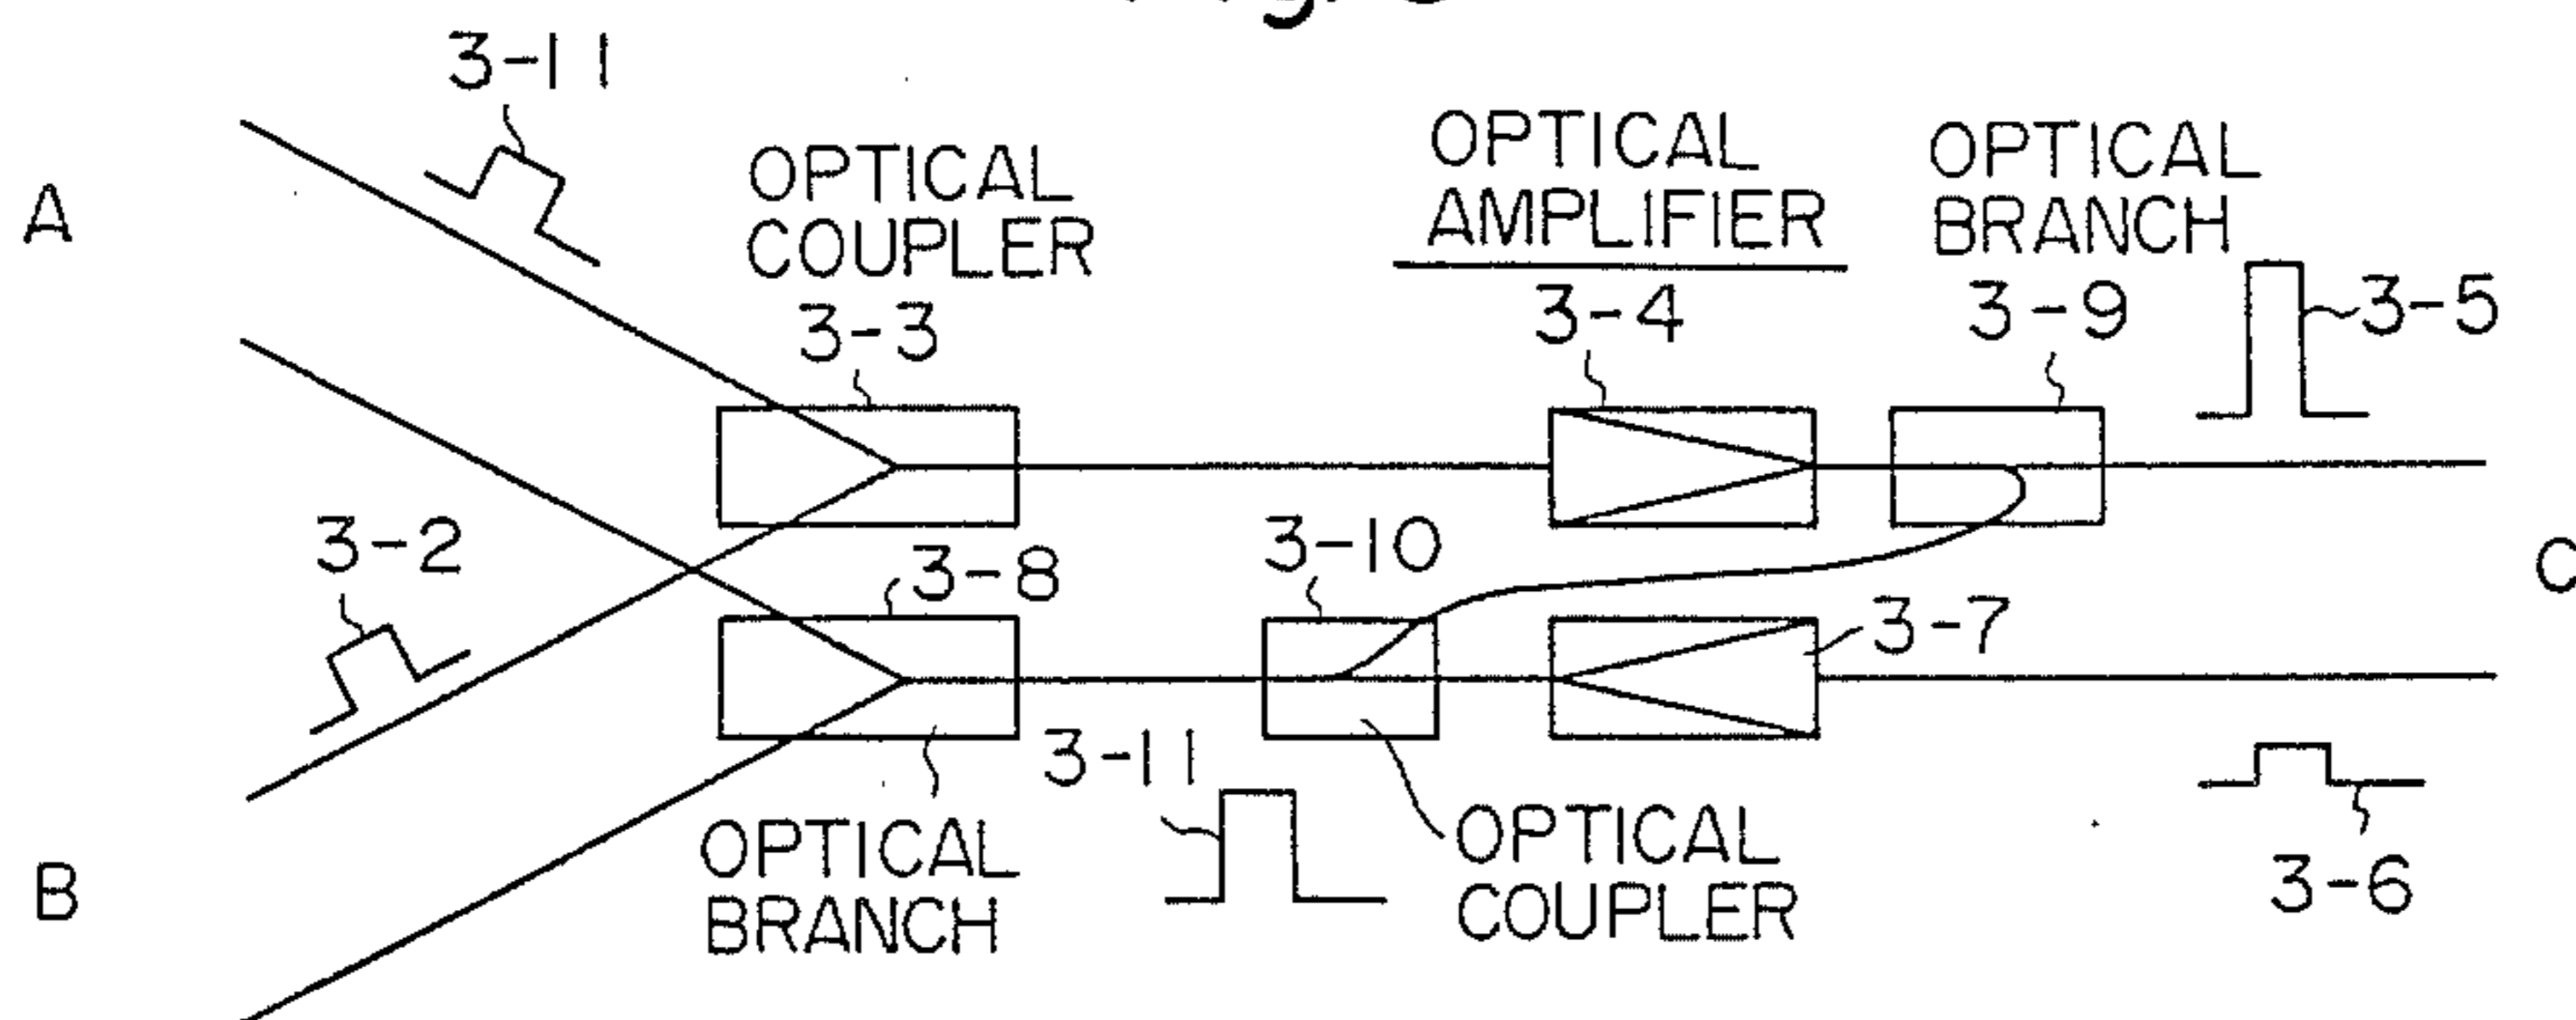 3-11
A
OPTICAL
COUPLER
3-3
OPTICAL
AMPLIFIER
3-4
OPTICAL
BRANCH
3-9
3-5
3-2
3-8
3-10
3-7
C
3-11
B
OPTICAL
BRANCH
OPTICAL
COUPLER
3-6